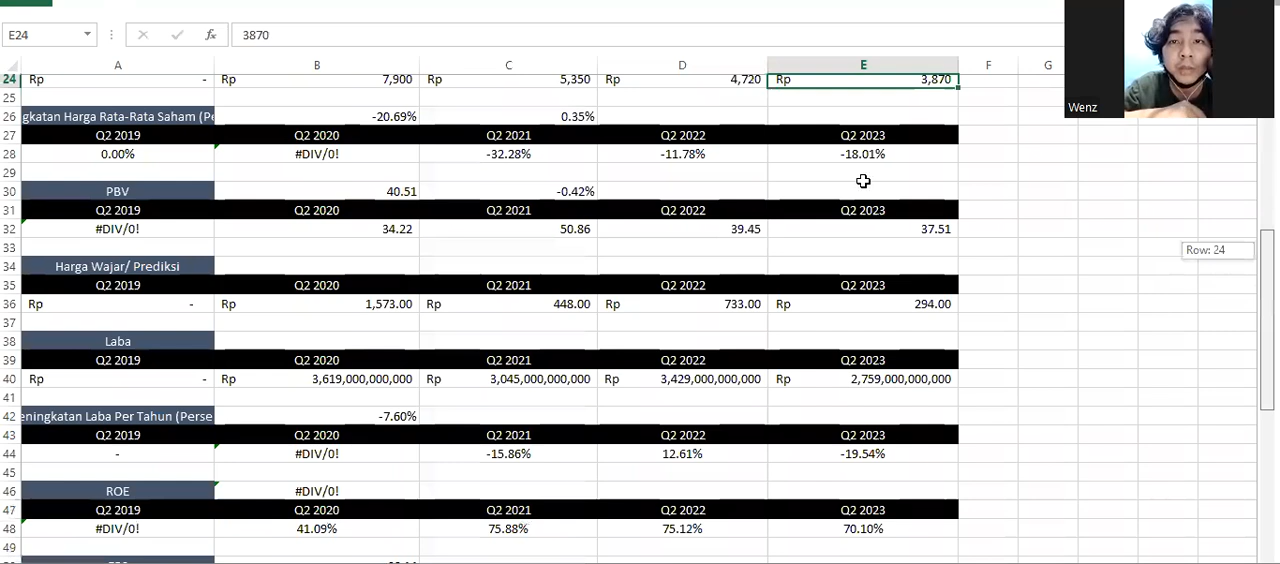 E24 fx 3870
A B C D E F G
24 Rp - Rp 7,900 Rp 5,350 Rp 4,720 Rp 3,870
25
26 gkatan Harga Rata-Rata Saham (Pe -20.69% 0.35%
27 Q2 2019 Q2 2020 Q2 2021 Q2 2022 Q2 2023
28 0.00% #DIV/0! -32.28% -11.78% -18.01%
29
30 PBV 40.51 -0.42%
31 Q2 2019 Q2 2020 Q2 2021 Q2 2022 Q2 2023
32 #DIV/0! 34.22 50.86 39.45 37.51
33
34 Harga Wajar/ Prediksi
35 Q2 2019 Q2 2020 Q2 2021 Q2 2022 Q2 2023
36 Rp - Rp 1,573.00 Rp 448.00 Rp 733.00 Rp 294.00
37
38 Laba
39 Q2 2019 Q2 2020 Q2 2021 Q2 2022 Q2 2023
40 Rp - Rp 3,619,000,000,000 Rp 3,045,000,000,000 Rp 3,429,000,000,000 Rp 2,759,000,000,000
41
42 eningkatan Laba Per Tahun (Perse -7.60%
43 Q2 2019 Q2 2020 Q2 2021 Q2 2022 Q2 2023
44 - #DIV/0! -15.86% 12.61% -19.54%
45
46 ROE #DIV/0!
47 Q2 2019 Q2 2020 Q2 2021 Q2 2022 Q2 2023
48 #DIV/0! 41.09% 75.88% 75.12% 70.10%
49
Wenz
Row: 24